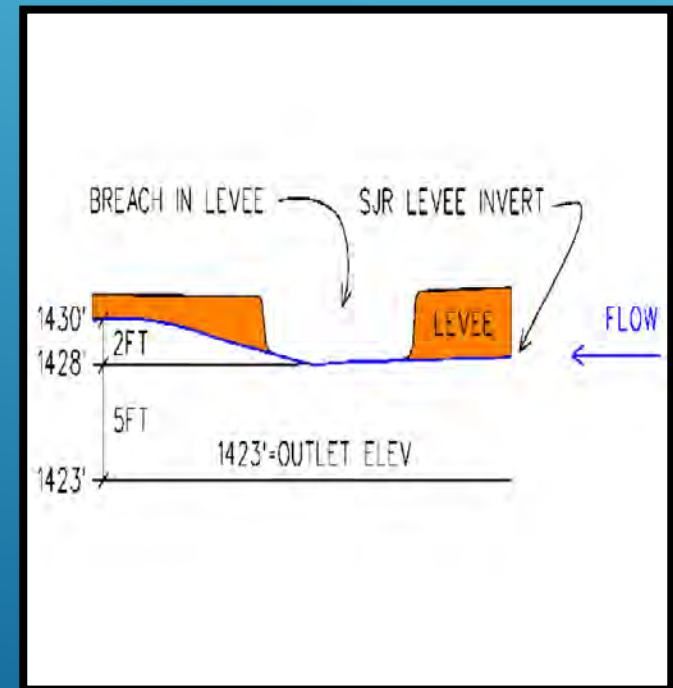 BREACH IN LEVEE
SJR LEVEE INVERT
1430'
LEVEE
FLOW
2FT
1428'
5FT
1423'=OUTLET ELEV
1423'